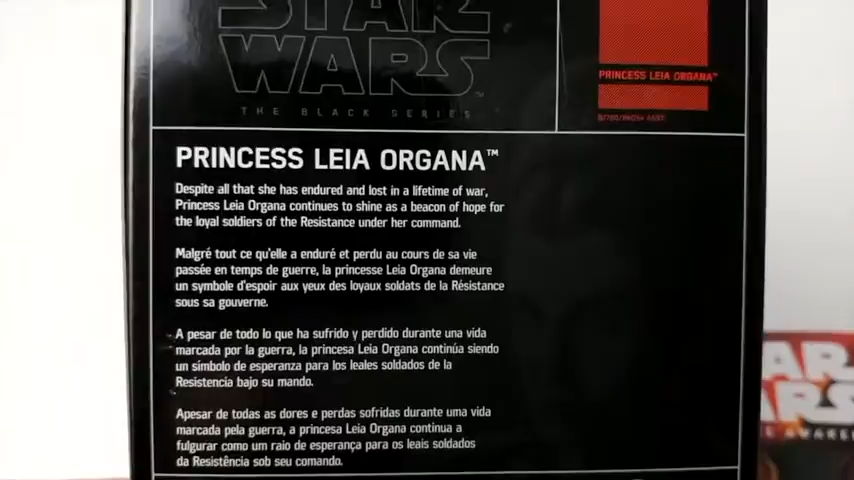 STAR
WARS
THE BLACK SERIES
PRINCESS LEIA ORGANA™
PRINCESS LEIA ORGANA™
Despite all that she has endured and lost in a lifetime of war,
Princess Leia Organa continues to shine as a beacon of hope for
the loyal soldiers of the Resistance under her command.
Malgré tout ce qu'elle a enduré et perdu au cours de sa vie
passée en temps de guerre, la princesse Leia Organa demeure
un symbole d'espoir aux yeux des loyaux soldats de la Résistance
sous sa gouverne.
A pesar de todo lo que ha sufrido y perdido durante una vida
marcada por la guerra, la princesa Leia Organa continúa siendo
un símbolo de esperanza para los leales soldados de la
Resistencia bajo su mando.
Apesar de todas as dores e perdas sofridas durante uma vida
marcada pela guerra, a princesa Leia Organa continua a
fulgurar como um raio de esperança para os leais soldados
da Resistência sob seu comando.
AR
ARS